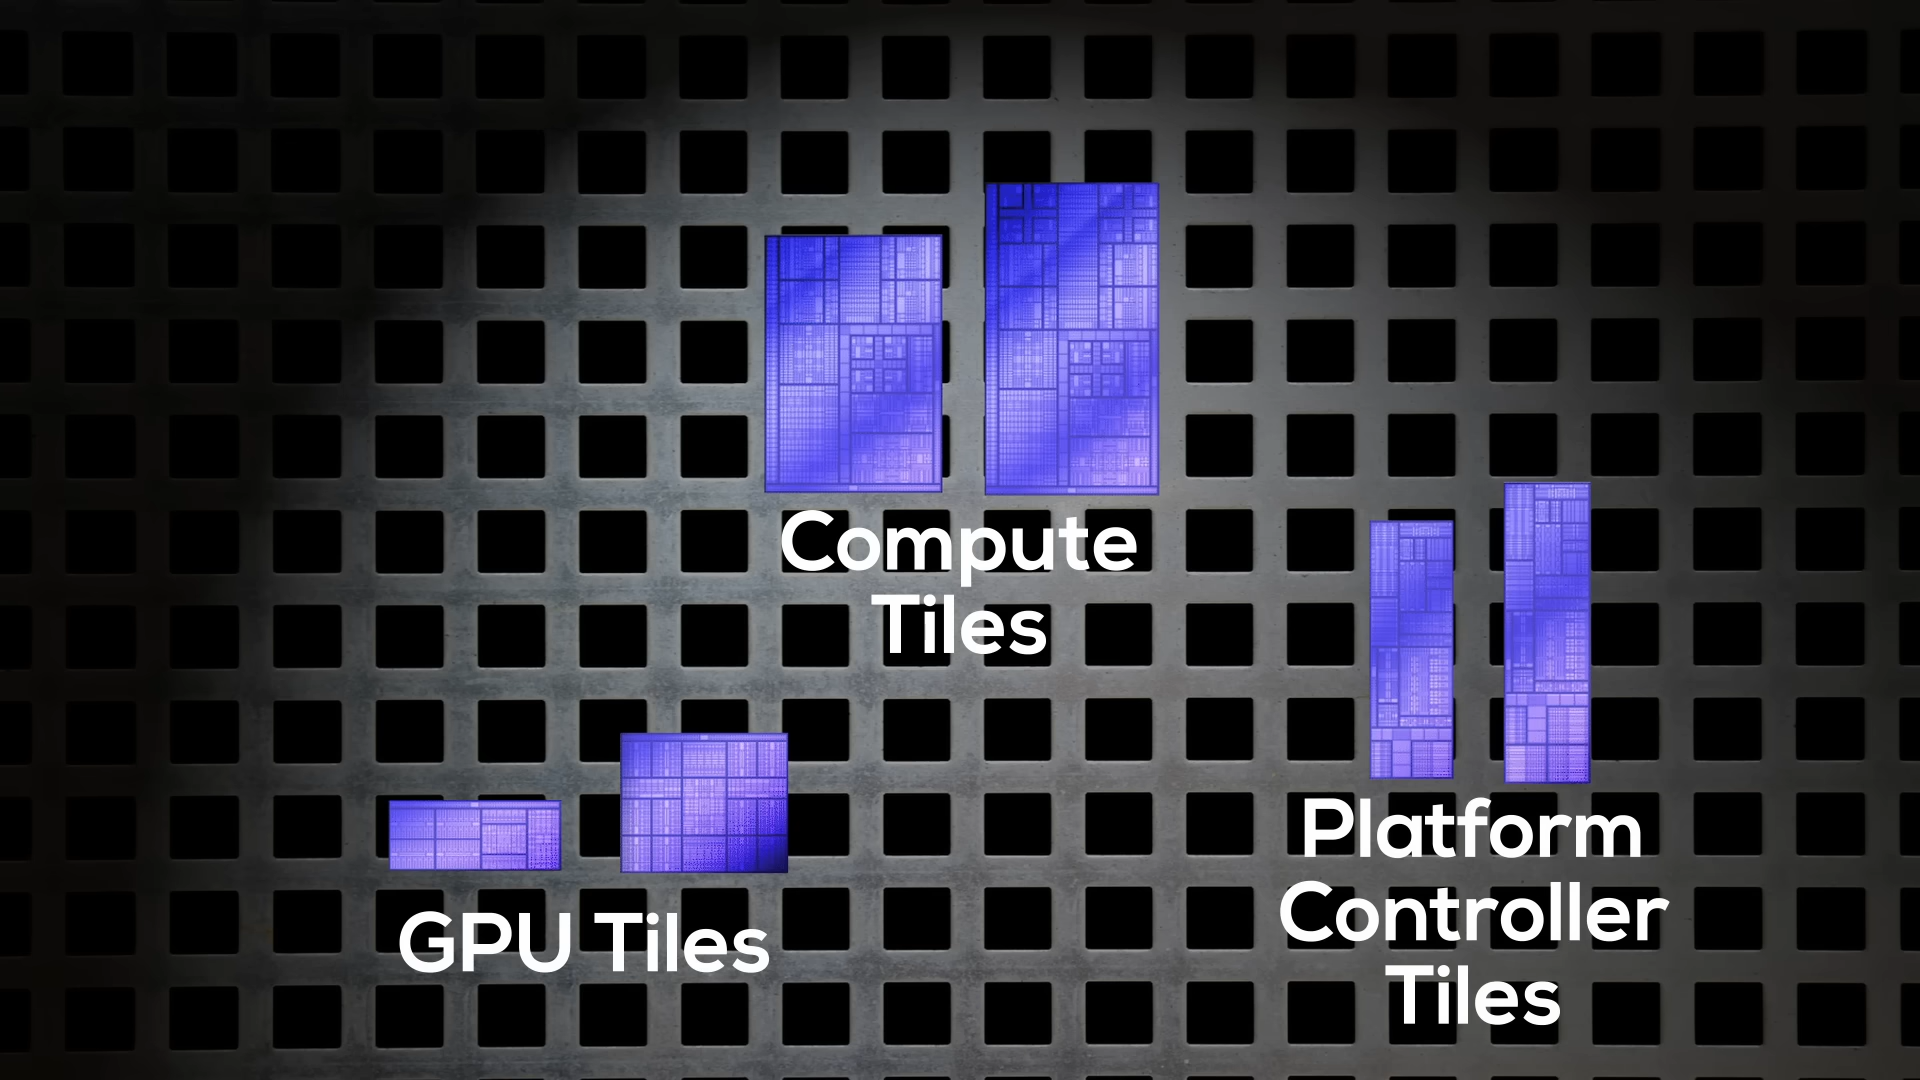 Compute
Tiles
GPU Tiles
Platform
Controller
Tiles